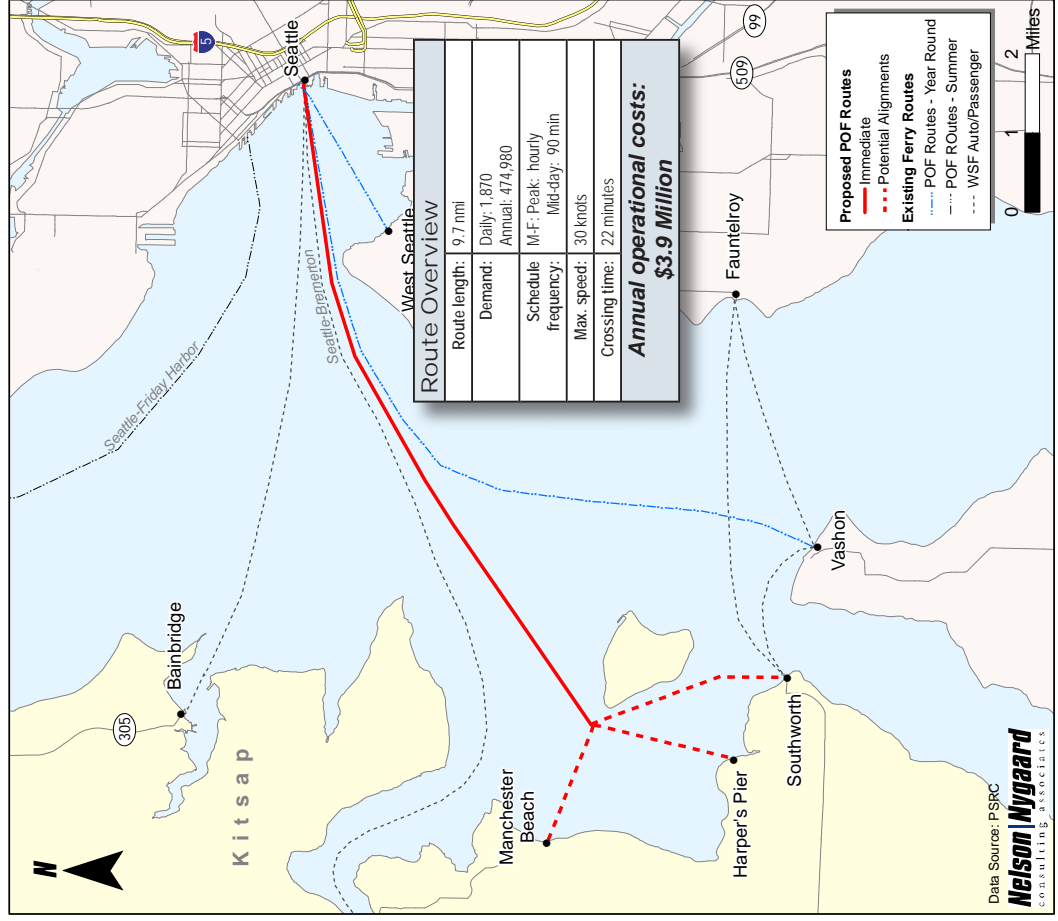 N
305
Bainbridge
Kitsap
Seattle-Friday Harbor
Seattle-Bremerton
5
Seattle
West Seattle
99
509
Manchester
Beach
Harper's Pier
Southworth
Vashon
Fauntelroy
Route Overview
Route length: 9.7 nmi
Demand: Daily: 1,870
Annual: 474,980
Schedule M-F: Peak: hourly
frequency: Mid-day: 90 min
Max. speed: 30 knots
Crossing time: 22 minutes
Annual operational costs:
$3.9 Million
Proposed POF Routes
Immediate
Potential Alignments
Existing Ferry Routes
POF Routes - Year Round
POF ROutes - Summer
WSF Auto/Passenger
0 1 2
Miles
Data Source: PSRC
Nelson|Nygaard
consulting associates